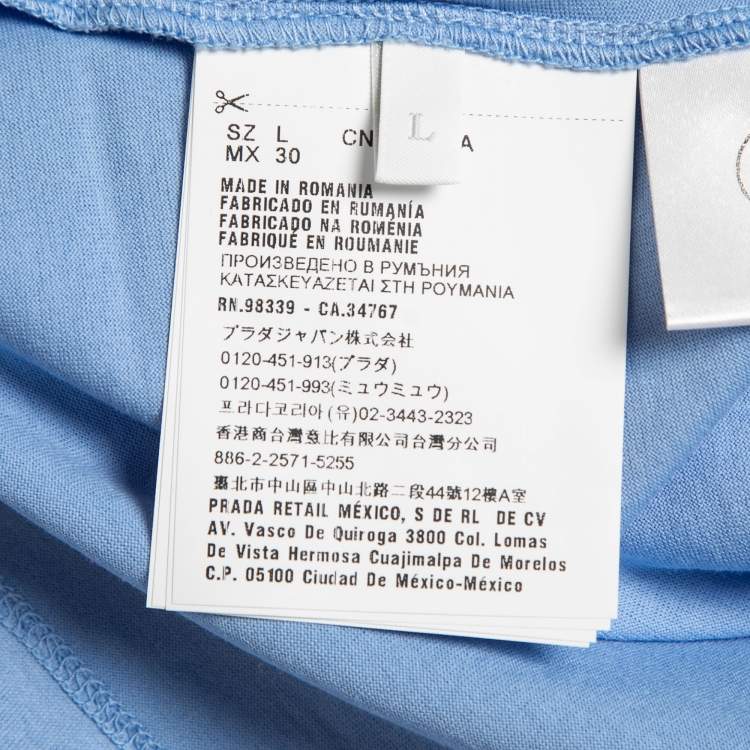 SZ L CN A
L
MX 30
MADE IN ROMANIA
FABRICADO EN RUMANÍA
FABRICADO NA ROMÉNIA
FABRIQUÉ EN ROUMANIE
ПРОИЗВЕДЕНО В РУМЪНИЯ
ΚΑΤΑΣΚΕΥΑΖΕΤΑΙ ΣΤΗ ΡΟΥΜΑΝΙΑ
RN.98339 - CA.34767
プラダジャパン株式会社
0120-451-913(プラダ)
0120-451-993(ミュウミュウ)
프라다코리아(유)02-3443-2323
香港商台灣意比有限公司台灣分公司
886-2-2571-5255
臺北市中山區中山北路二段44號12樓A室
PRADA RETAIL MÉXICO, S DE RL DE CV
AV. Vasco De Quiroga 3800 Col. Lomas
De Vista Hermosa Cuajimalpa De Morelos
C.P. 05100 Ciudad De México-México